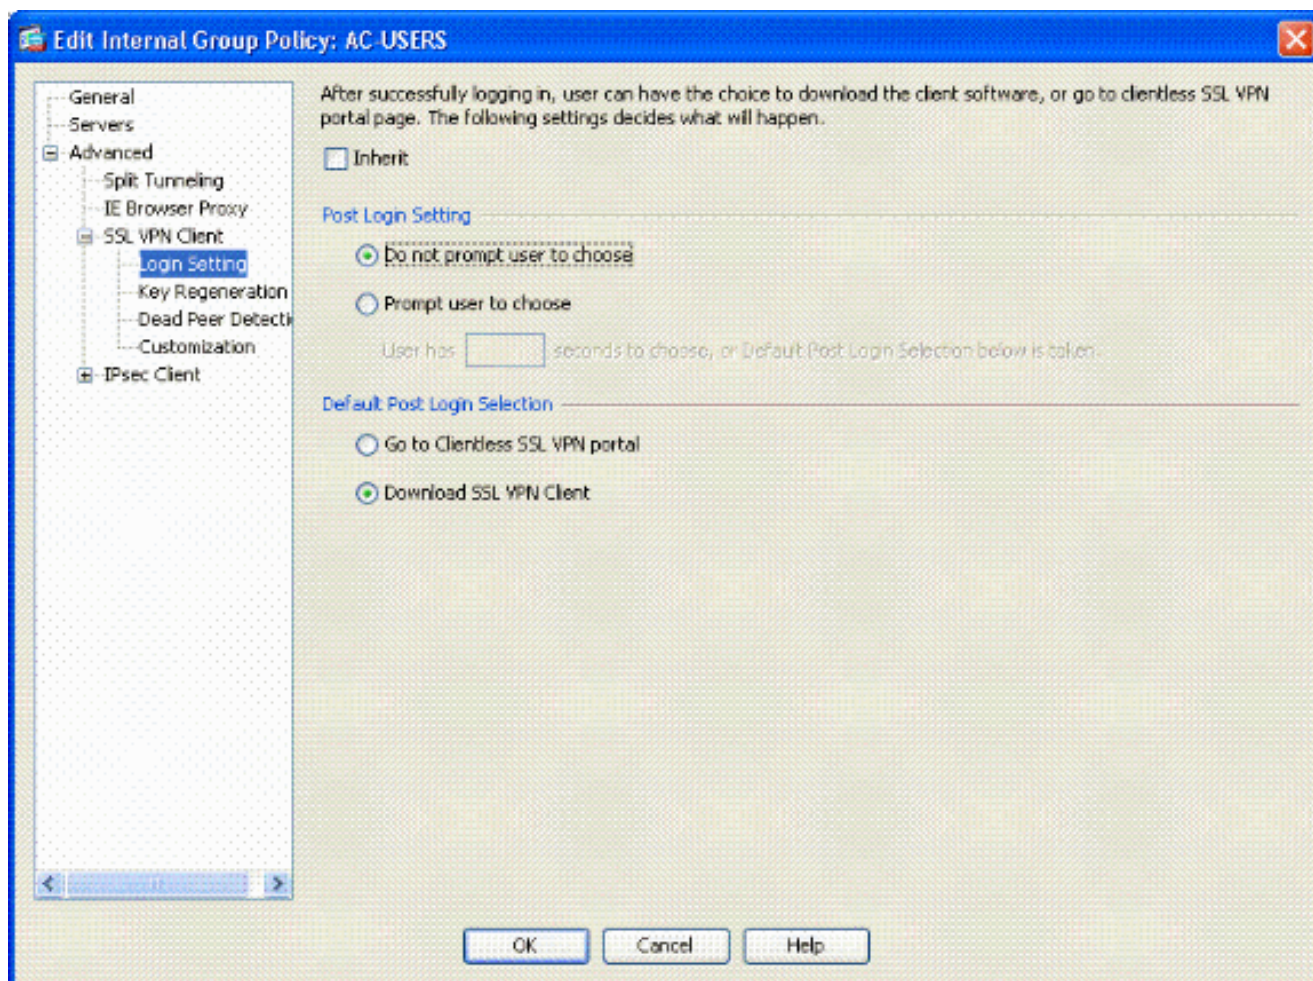 Edit Internal Group Policy: AC-USERS
General
Servers
Advanced
Split Tunneling
IE Browser Proxy
SSL VPN Client
Login Setting
Key Regeneration
Dead Peer Detecti
Customization
IPsec Client
After successfully logging in, user can have the choice to download the client software, or go to clientless SSL VPN
portal page. The following settings decides what will happen.
Inherit
Post Login Setting
Do not prompt user to choose
Prompt user to choose
User has seconds to choose, or Default Post Login Selection below is taken.
Default Post Login Selection
Go to Clientless SSL VPN portal
Download SSL VPN Client
OK Cancel Help